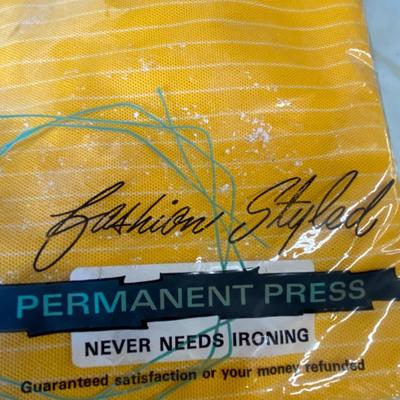 Fashion Styled
PERMANENT PRESS
NEVER NEEDS IRONING
Guaranteed satisfaction or your money refunded